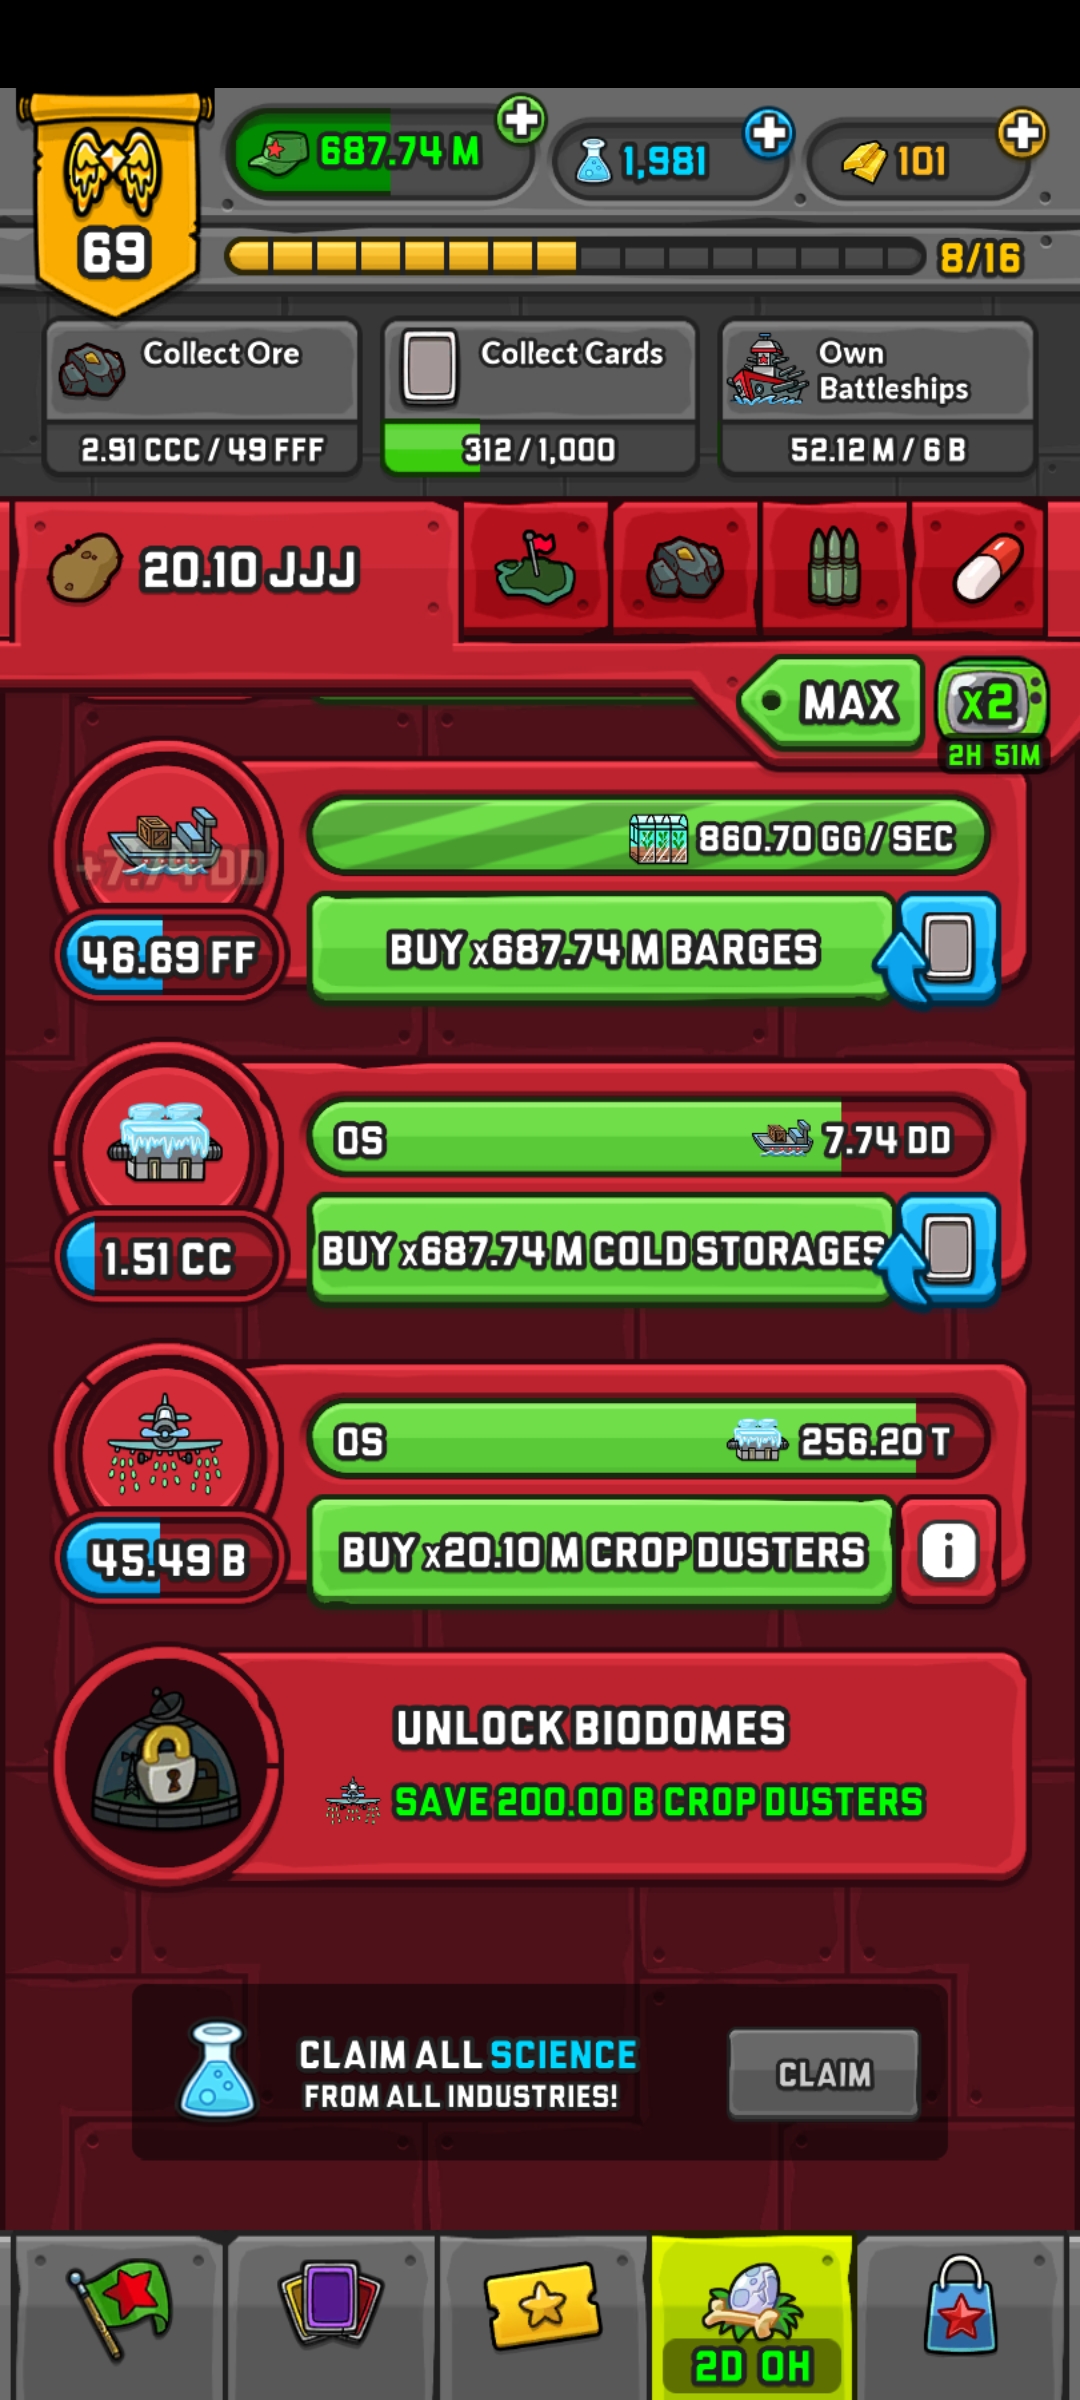 687.74 M
1,981
101
69
8/16
Collect Ore
2.91 CCC / 49 FFF
Collect Cards
312 / 1,000
Own
Battleships
52.12 M / 6 B
20.10 JJJ
MAX
x2
2H 51M
+7.74 DD
860.70 GG / SEC
46.69 FF
BUY x687.74 M BARGES
0S
7.74 DD
1.51 CC
BUY x687.74 M COLD STORAGES
0S
256.20 T
45.49 B
BUY x20.10 M CROP DUSTERS
i
UNLOCK BIODOMES
SAVE 200.00 B CROP DUSTERS
CLAIM ALL SCIENCE
FROM ALL INDUSTRIES!
CLAIM
2D 0H